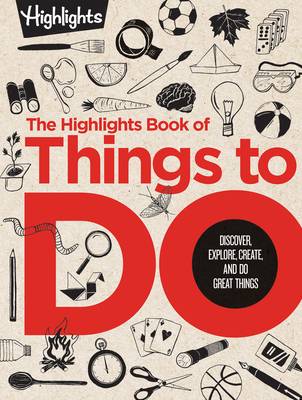 Highlights
The Highlights Book of
Things to
DO
DISCOVER,
EXPLORE, CREATE,
AND DO
GREAT THINGS